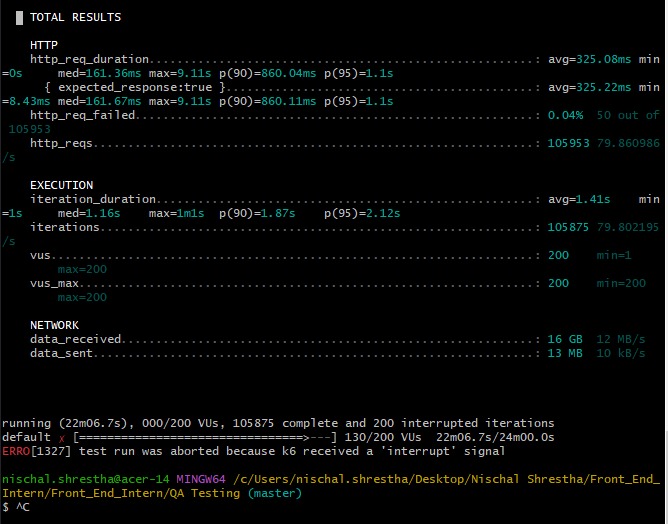 TOTAL RESULTS
HTTP
http_req_duration.......................................................: avg=325.08ms min
=0s     med=161.36ms max=9.11s p(90)=860.04ms p(95)=1.1s
{ expected_response:true }............................................: avg=325.22ms min
=8.43ms med=161.67ms max=9.11s p(90)=860.11ms p(95)=1.1s
http_req_failed.........................................................: 0.04%  50 out of
105953
http_reqs...............................................................: 105953 79.860986
/s
EXECUTION
iteration_duration......................................................: avg=1.41s    min
=1s     med=1.16s    max=1m1s  p(90)=1.87s    p(95)=2.12s
iterations..............................................................: 105875 79.802195
/s
vus.....................................................................: 200    min=1
max=200
vus_max.................................................................: 200    min=200
max=200
NETWORK
data_received...........................................................: 16 GB  12 MB/s
data_sent...............................................................: 13 MB  10 kB/s
running (22m06.7s), 000/200 VUs, 105875 complete and 200 interrupted iterations
default x [================================>---] 130/200 VUs  22m06.7s/24m00.0s
ERRO[1327] test run was aborted because k6 received a 'interrupt' signal
nischal.shrestha@acer-14 MINGW64 /c/Users/nischal.shrestha/Desktop/Nischal Shrestha/Front_End_
Intern/Front_End_Intern/QA Testing (master)
$ ^C